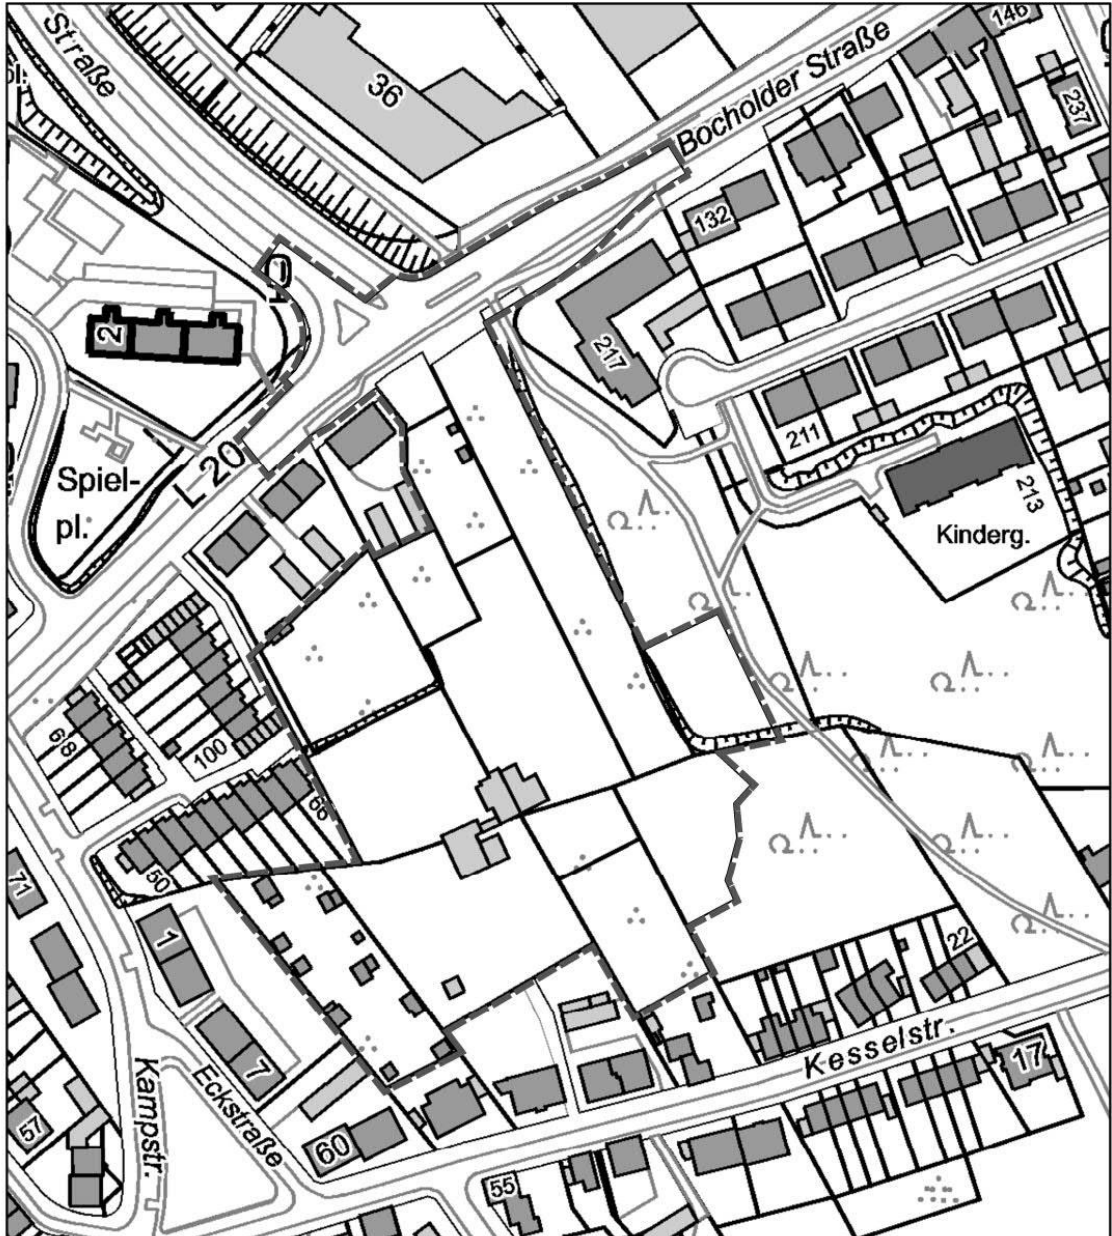 Straße
36
146
Bocholder Straße
237
132
2
217
L 20
Spiel-
pl.
211
213
Kinderg.
68
100
66
50
71
1
22
Kesselstr.
7
Eckstraße
Kampstr.
17
57
60
55